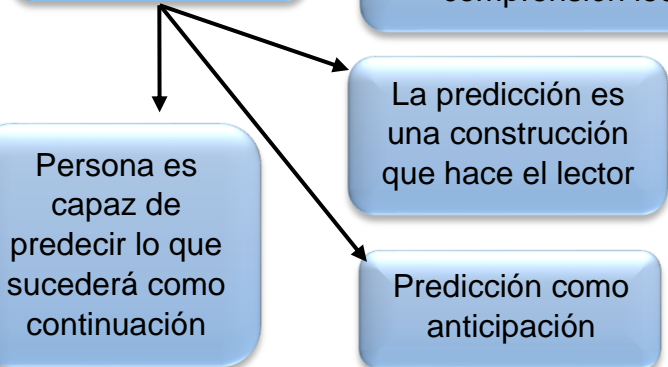 La predicción es
una construcción
que hace el lector
Persona es
capaz de
predecir lo que
sucederá como
continuación
Predicción como
anticipación